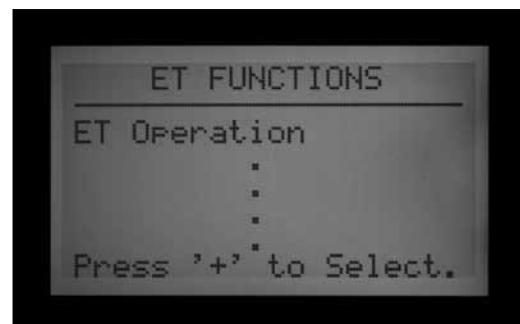 ET FUNCTIONS
ET Operation
.
.
.
.
Press '+' to Select.